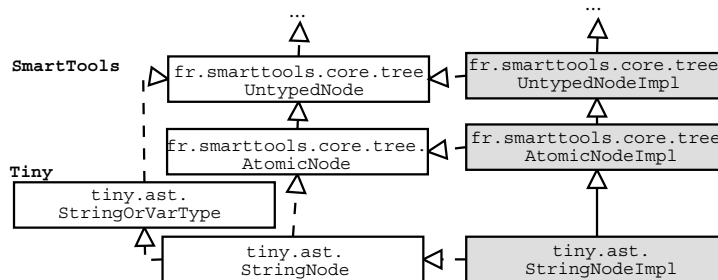 ...
...
SmartTools
fr.smarttools.core.tree.
UntypedNode
fr.smarttools.core.tree
UntypedNodeImpl
fr.smarttools.core.tree.
AtomicNode
fr.smarttools.core.tree
AtomicNodeImpl
Tiny
tiny.ast.
StringOrVarType
tiny.ast.
StringNode
tiny.ast.
StringNodeImpl